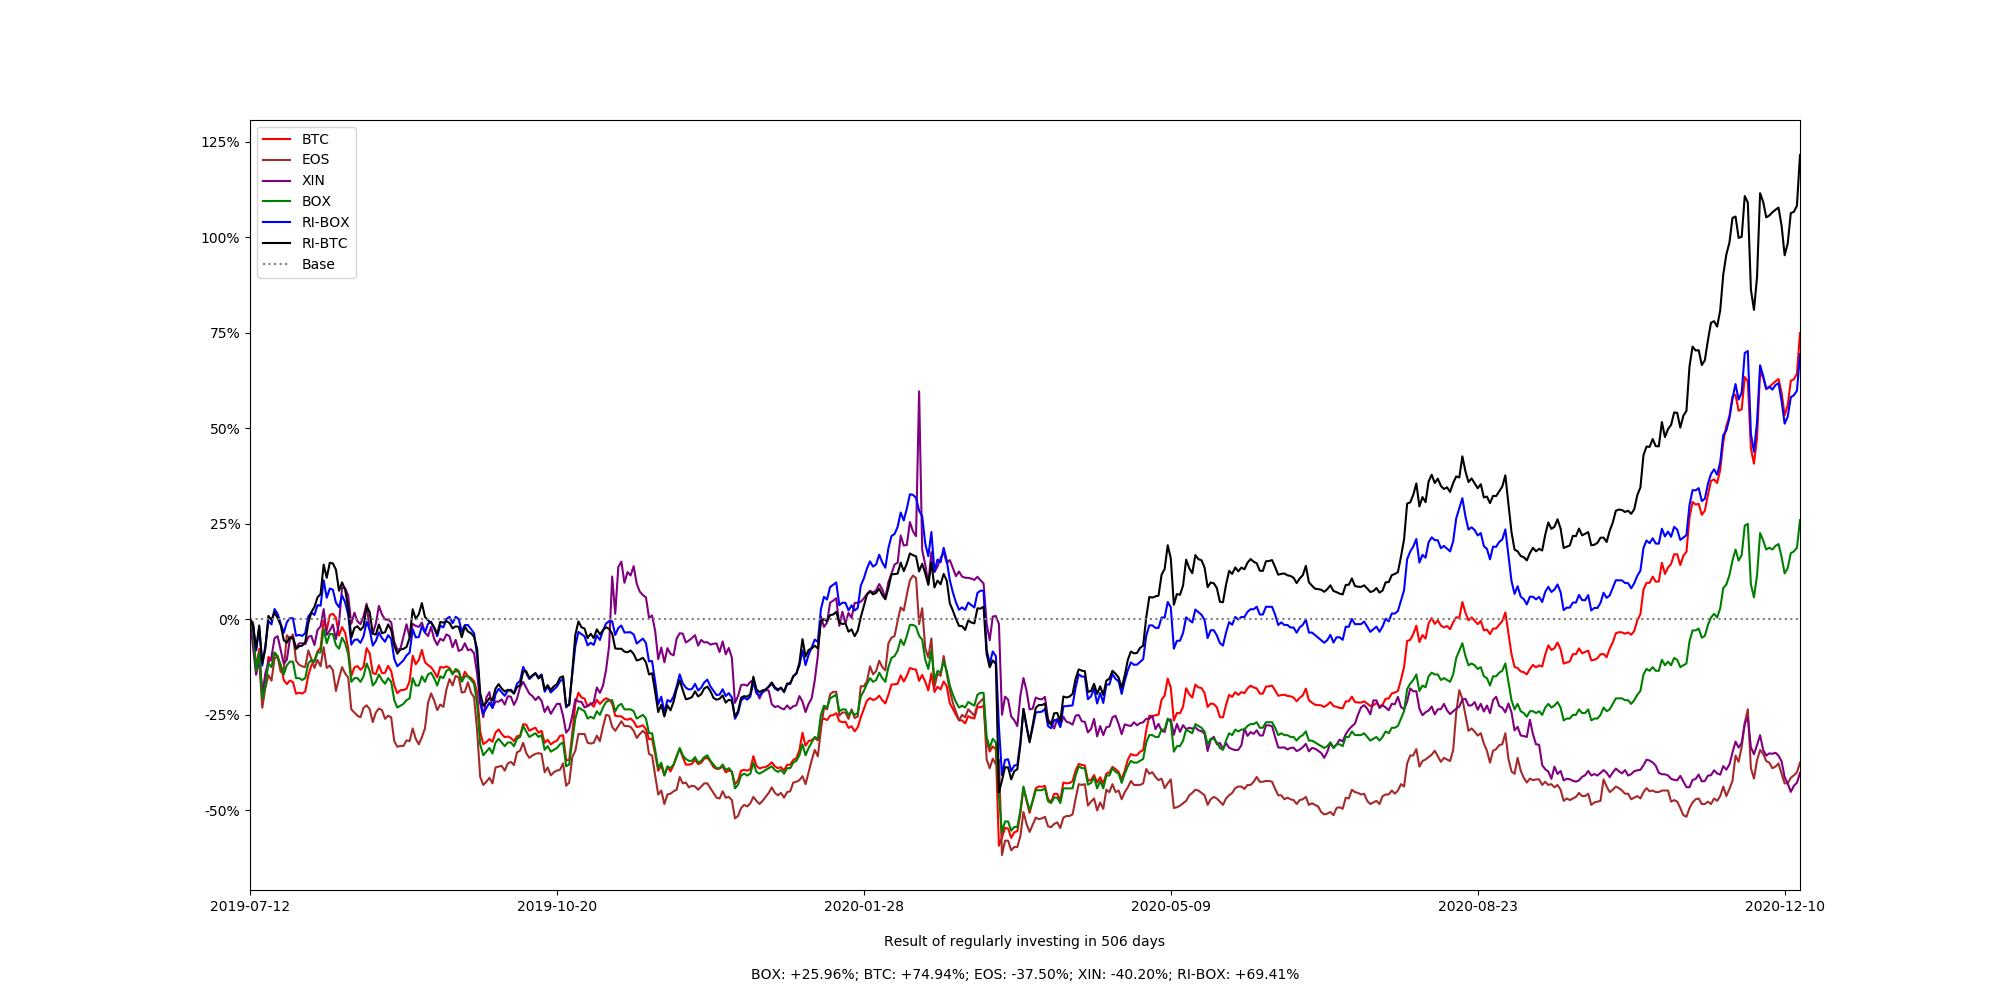 125%
100%
75%
50%
25%
0%
-25%
-50%
BTC
EOS
XIN
BOX
RI-BOX
RI-BTC
Base
2019-07-12 2019-10-20 2020-01-28 2020-05-09 2020-08-23 2020-12-10
Result of regularly investing in 506 days
BOX: +25.96%; BTC: +74.94%; EOS: -37.50%; XIN: -40.20%; RI-BOX: +69.41%